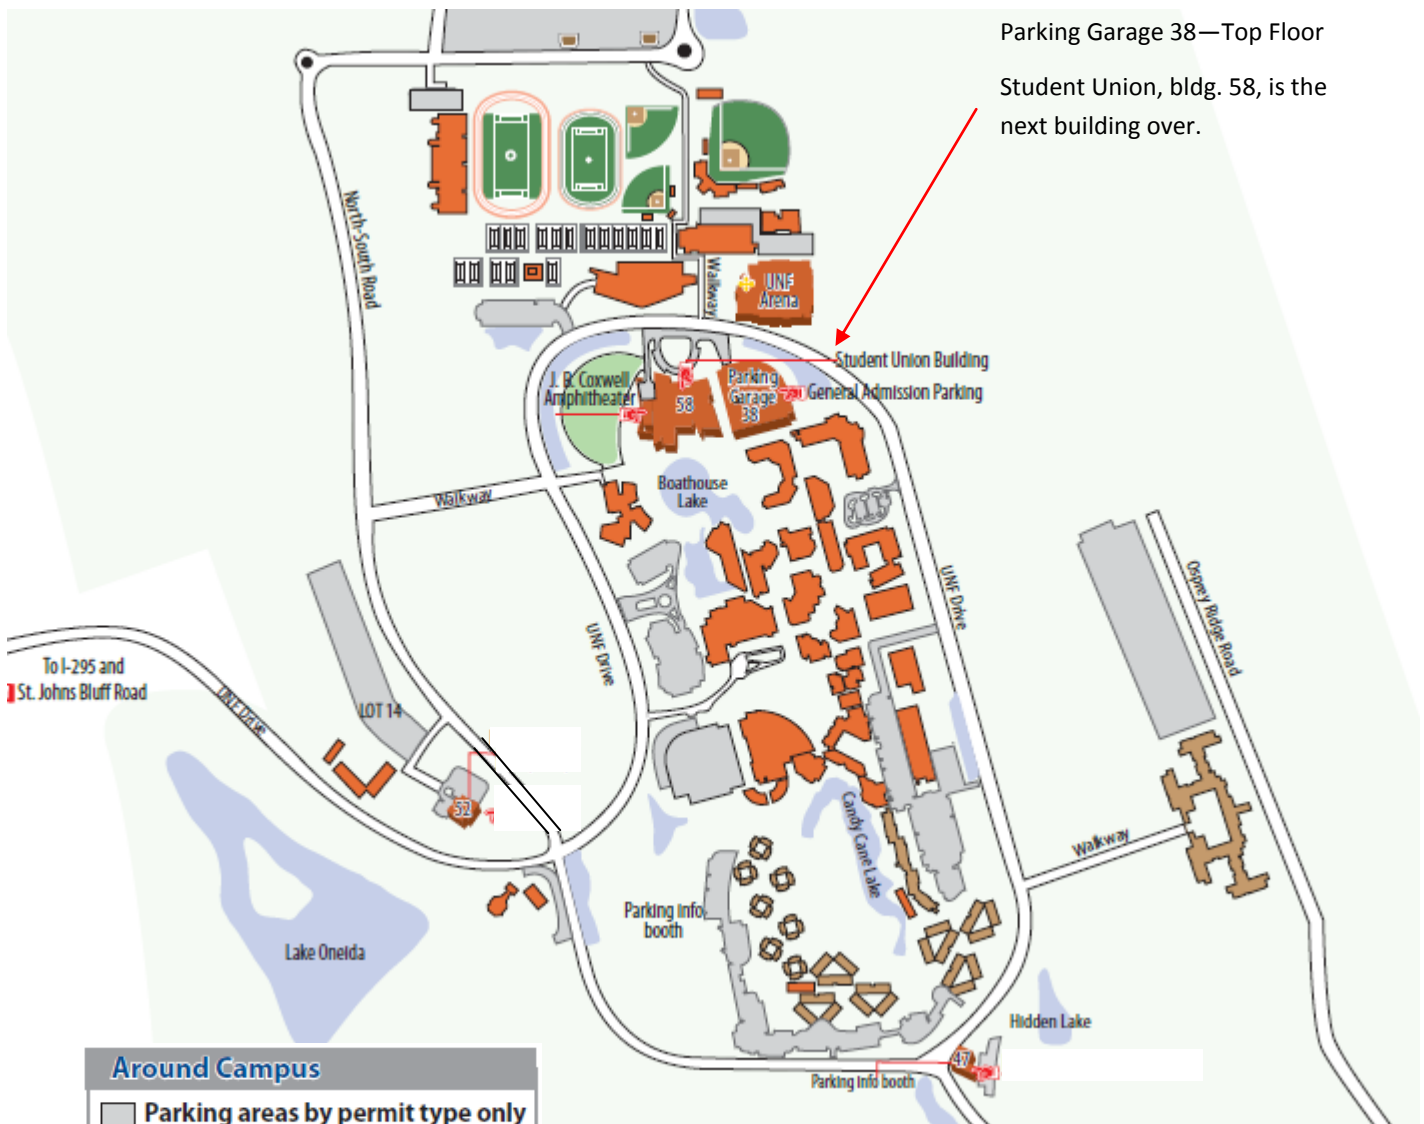 Parking Garage 38—Top Floor
Student Union, bldg. 58, is the
next building over.
North-South Road
Walkway
UNF
Arena
Student Union Building
J. B. Coxwell
Amphitheater
58
Parking
Garage
38
General Admission Parking
Boathouse
Lake
Walkway
UNF Drive
UNF Drive
Osprey Ridge Road
To I-295 and
St. Johns Bluff Road
UNF Drive
LOT 14
52
Candy Cane Lake
Walkway
Parking info
booth
Lake Oneida
Hidden Lake
47
Parking info booth
Around Campus
Parking areas by permit type only